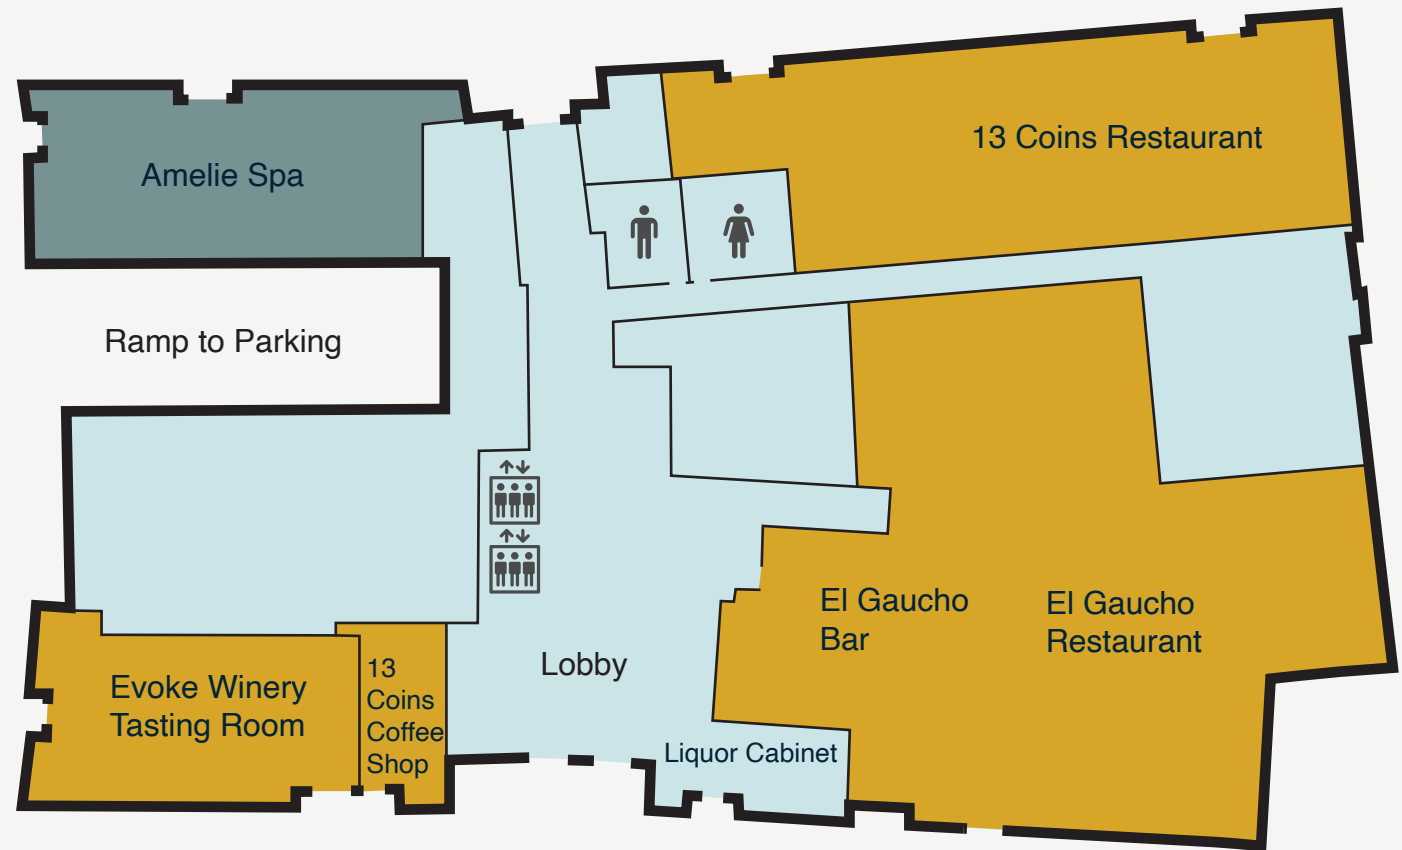 Amelie Spa
13 Coins Restaurant
Ramp to Parking
El Gaucho
Bar
El Gaucho
Restaurant
Lobby
Evoke Winery
Tasting Room
13
Coins
Coffee
Shop
Liquor Cabinet